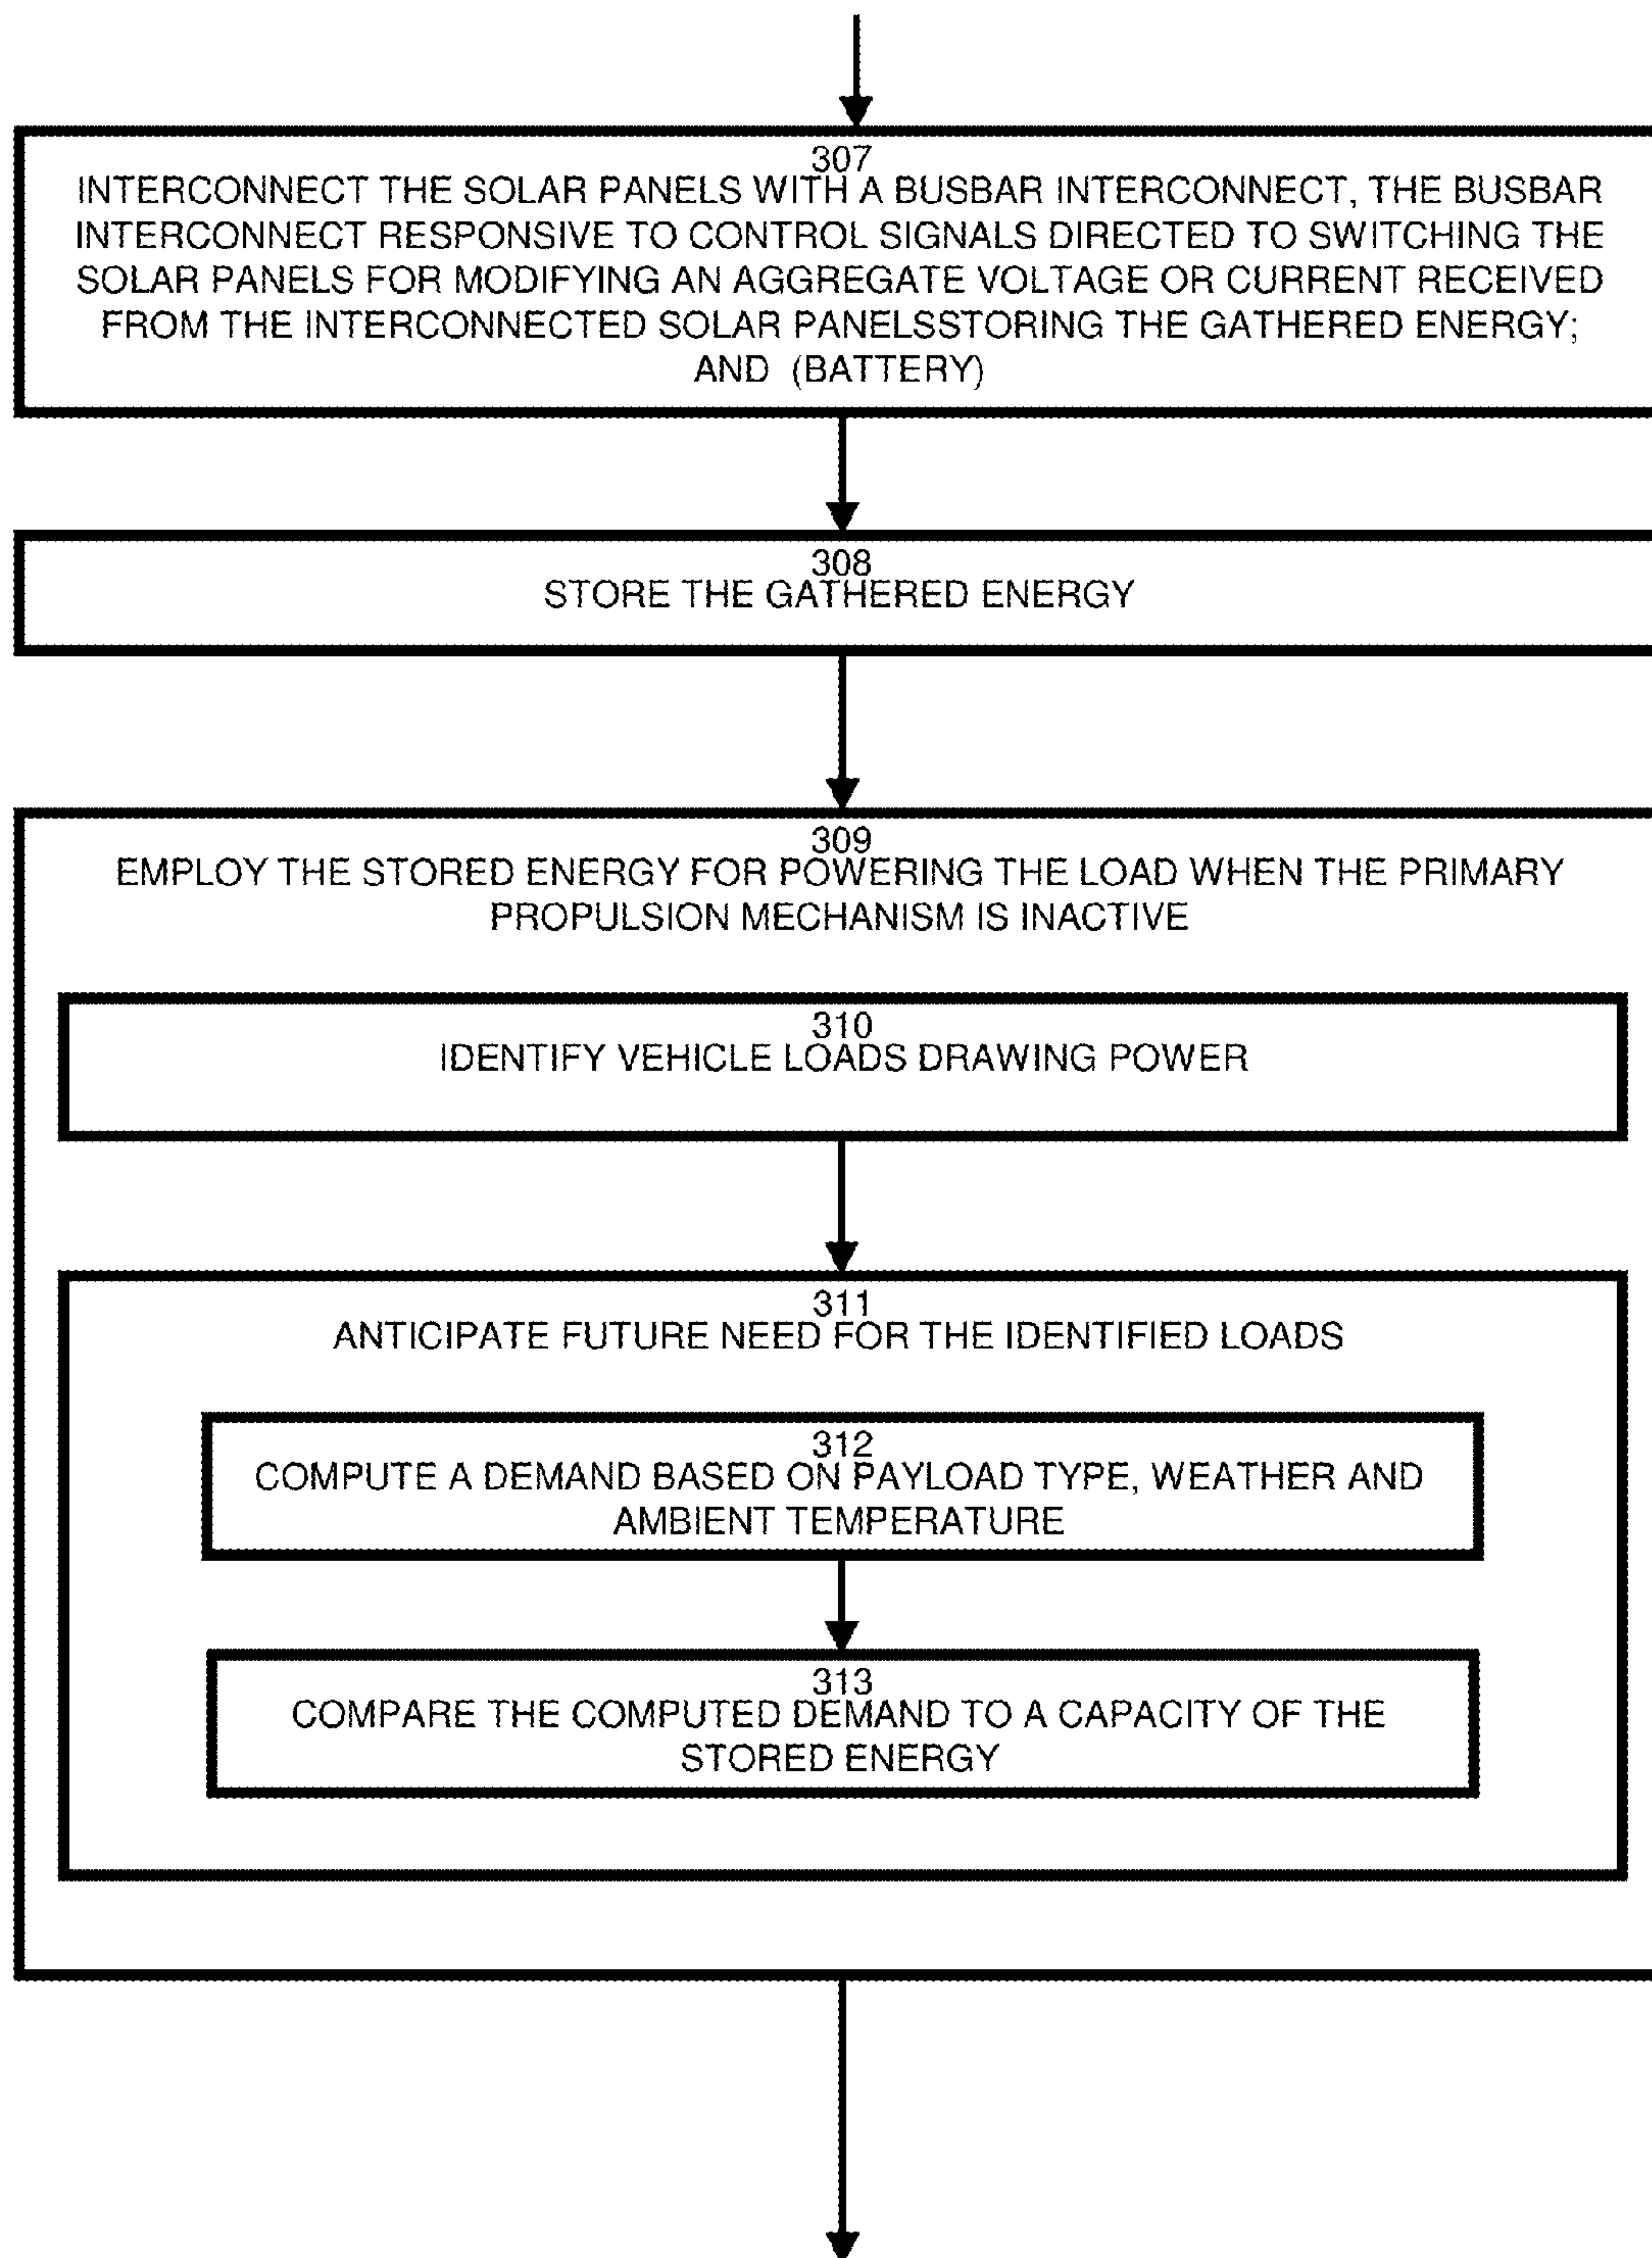 307
INTERCONNECT THE SOLAR PANELS WITH A BUSBAR INTERCONNECT, THE BUSBAR
INTERCONNECT RESPONSIVE TO CONTROL SIGNALS DIRECTED TO SWITCHING THE
SOLAR PANELS FOR MODIFYING AN AGGREGATE VOLTAGE OR CURRENT RECEIVED
FROM THE INTERCONNECTED SOLAR PANELSSTORING THE GATHERED ENERGY;
AND (BATTERY)
308
STORE THE GATHERED ENERGY
309
EMPLOY THE STORED ENERGY FOR POWERING THE LOAD WHEN THE PRIMARY
PROPULSION MECHANISM IS INACTIVE
310
IDENTIFY VEHICLE LOADS DRAWING POWER
311
ANTICIPATE FUTURE NEED FOR THE IDENTIFIED LOADS
312
COMPUTE A DEMAND BASED ON PAYLOAD TYPE, WEATHER AND
AMBIENT TEMPERATURE
313
COMPARE THE COMPUTED DEMAND TO A CAPACITY OF THE
STORED ENERGY